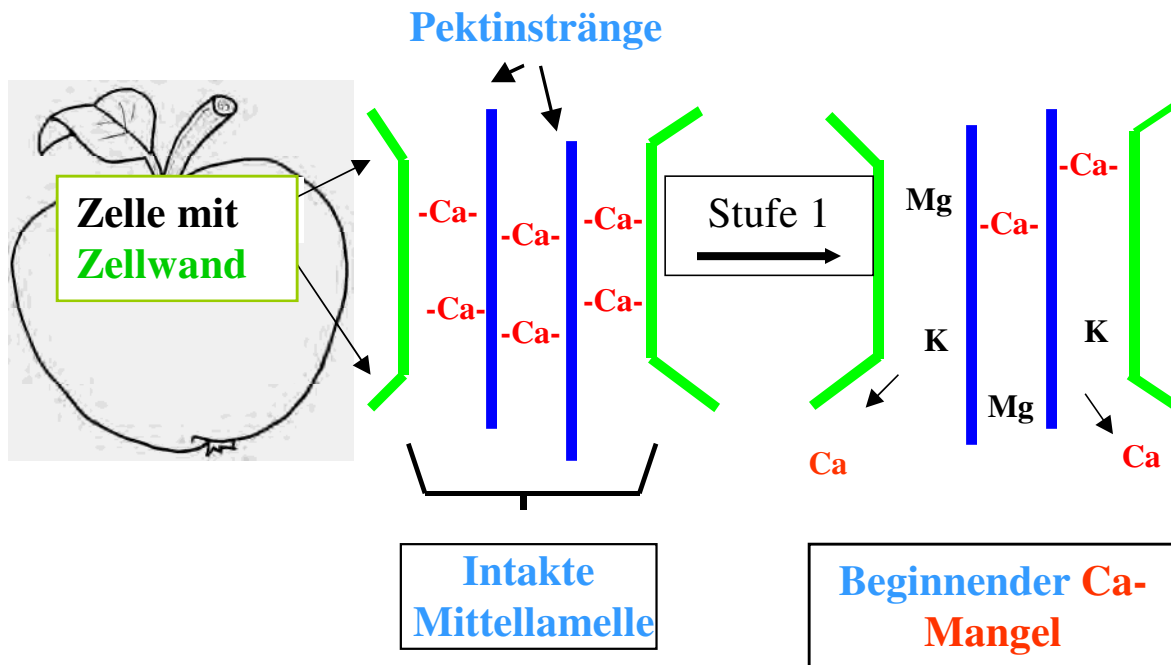 Pektinstränge
Zelle mit
Zellwand
-Ca-
-Ca-
-Ca-
-Ca-
-Ca-
-Ca-
Stufe 1
-Ca-
Mg
-Ca-
K
K
Mg
Ca
Ca
Intakte
Mittellamelle
Beginnender Ca-
Mangel